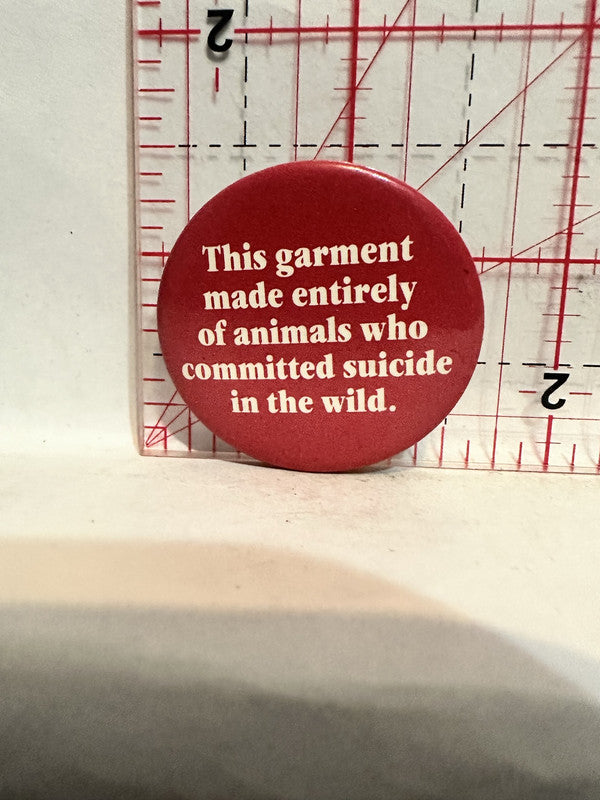 2
This garment
made entirely
of animals who
committed suicide
in the wild.
2